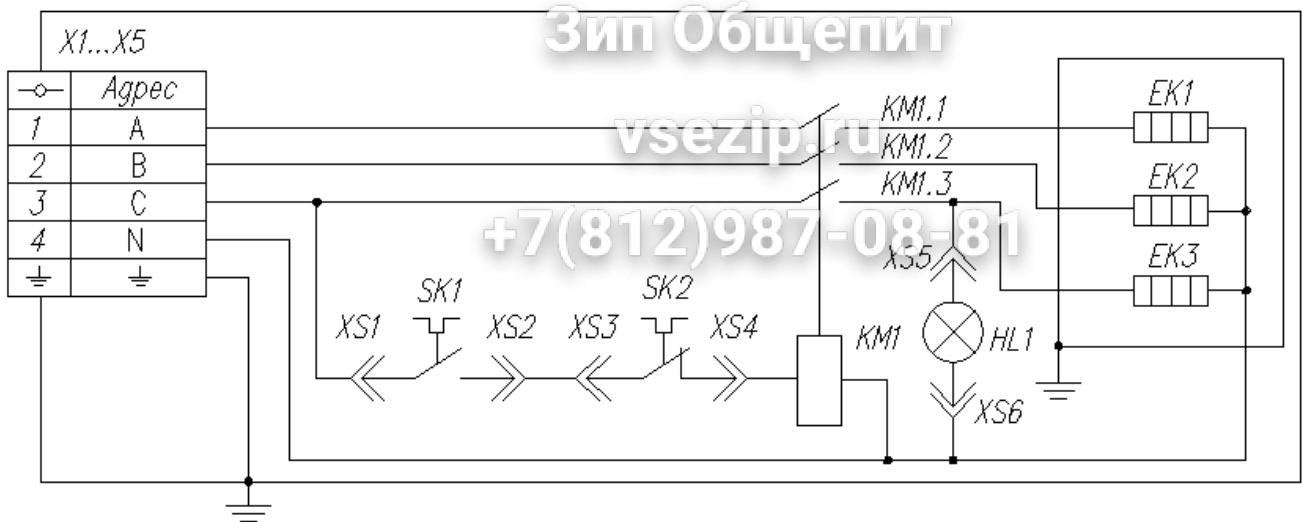 Зип Общепит
X1...X5
Адрес
1 A
2 B
3 C
4 N
vsezip.ru
KM1.1
KM1.2
KM1.3
+7(812)987-08-81
EK1
EK2
EK3
XS5
SK1
SK2
XS1
XS2
XS3
XS4
KM1
HL1
XS6